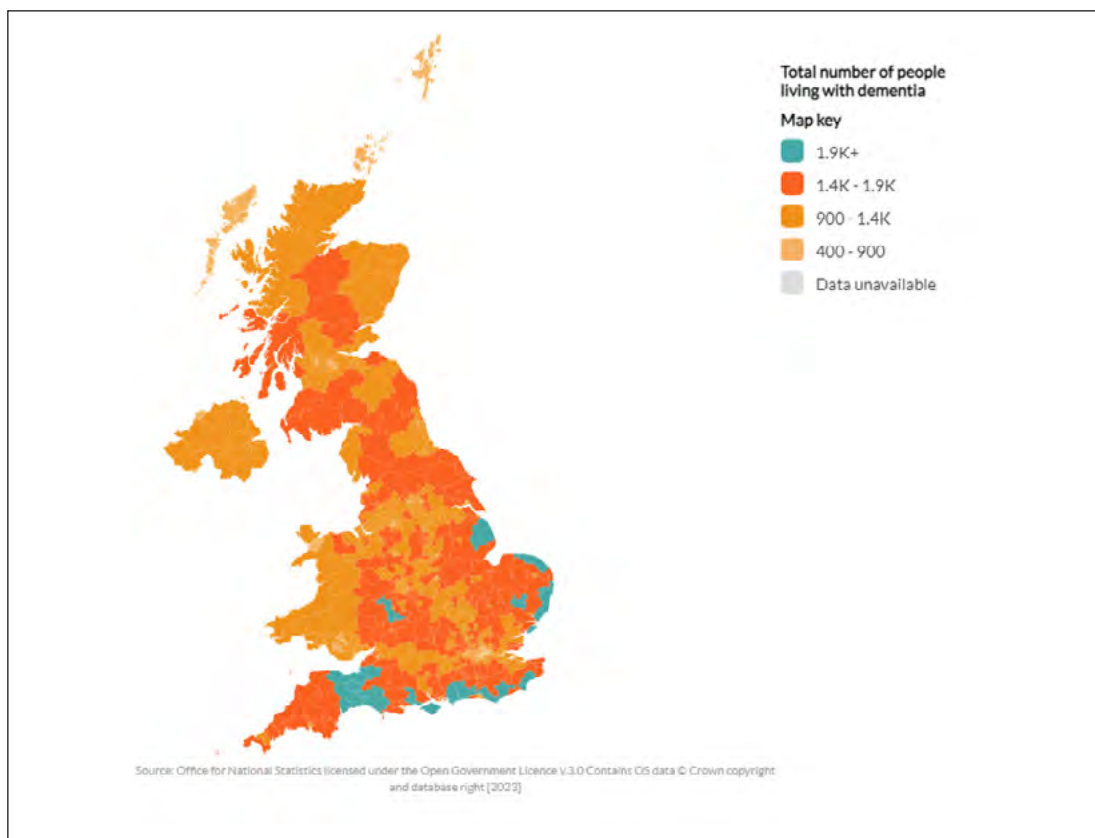 Total number of people
living with dementia
Map key
1.9K+
1.4K - 1.9K
900 - 1.4K
400 - 900
Data unavailable
Source: Office for National Statistics licensed under the Open Government Licence v.3.0 Contains OS data © Crown copyright
and database right [2023]